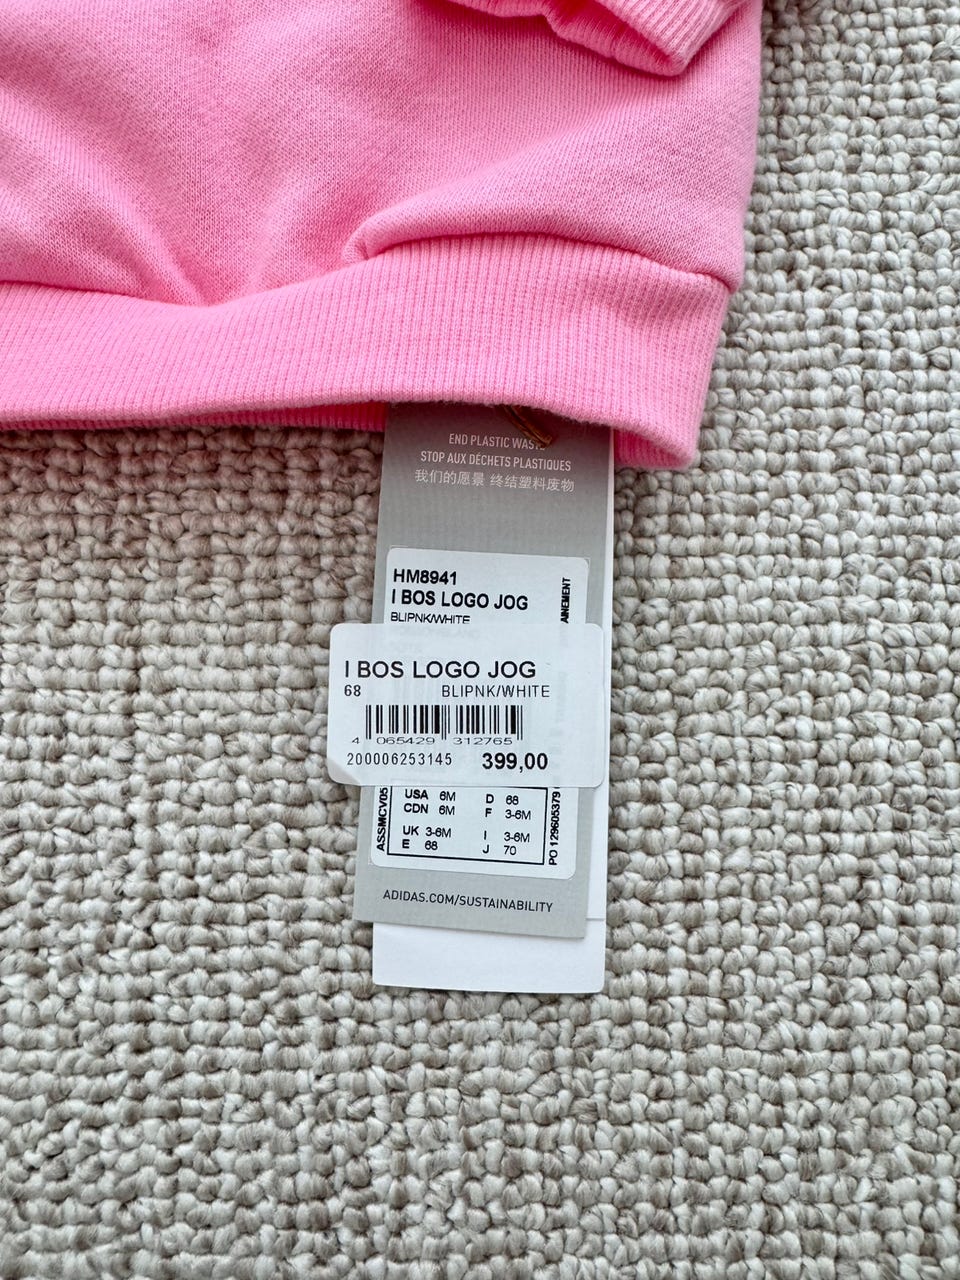 END PLASTIC WASTE
STOP AUX DÉCHETS PLASTIQUES
我们的愿景 终结塑料废物
HM8941
I BOS LOGO JOG
BLIPNK/WHITE
AINEMENT
I BOS LOGO JOG
68 BLIPNK/WHITE
4 065429 312765
200006253145 399,00
ASSMCV05
USA 6M D 68
CDN 6M F 3-6M
UK 3-6M I 3-6M
E 68 J 70
PO 129605379
ADIDAS.COM/SUSTAINABILITY